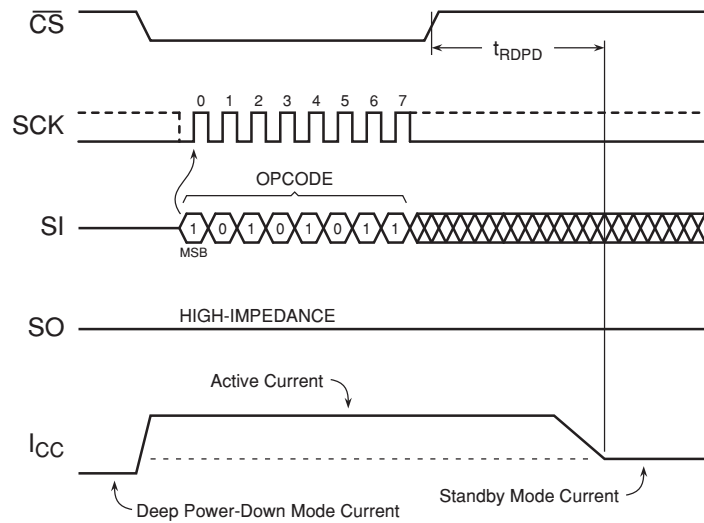 CS
tRDPD
0 1 2 3 4 5 6 7
SCK
OPCODE
SI
1 0 1 0 1 0 1 1
MSB
HIGH-IMPEDANCE
SO
Active Current
ICC
Standby Mode Current
Deep Power-Down Mode Current